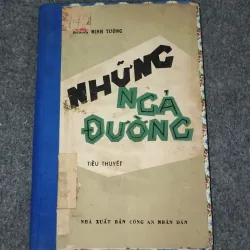 MINH TƯỜNG
NHỮNG
NGẢ
ĐƯỜNG
TIỂU THUYẾT
NHÀ XUẤT BẢN CÔNG AN NHÂN DÂN